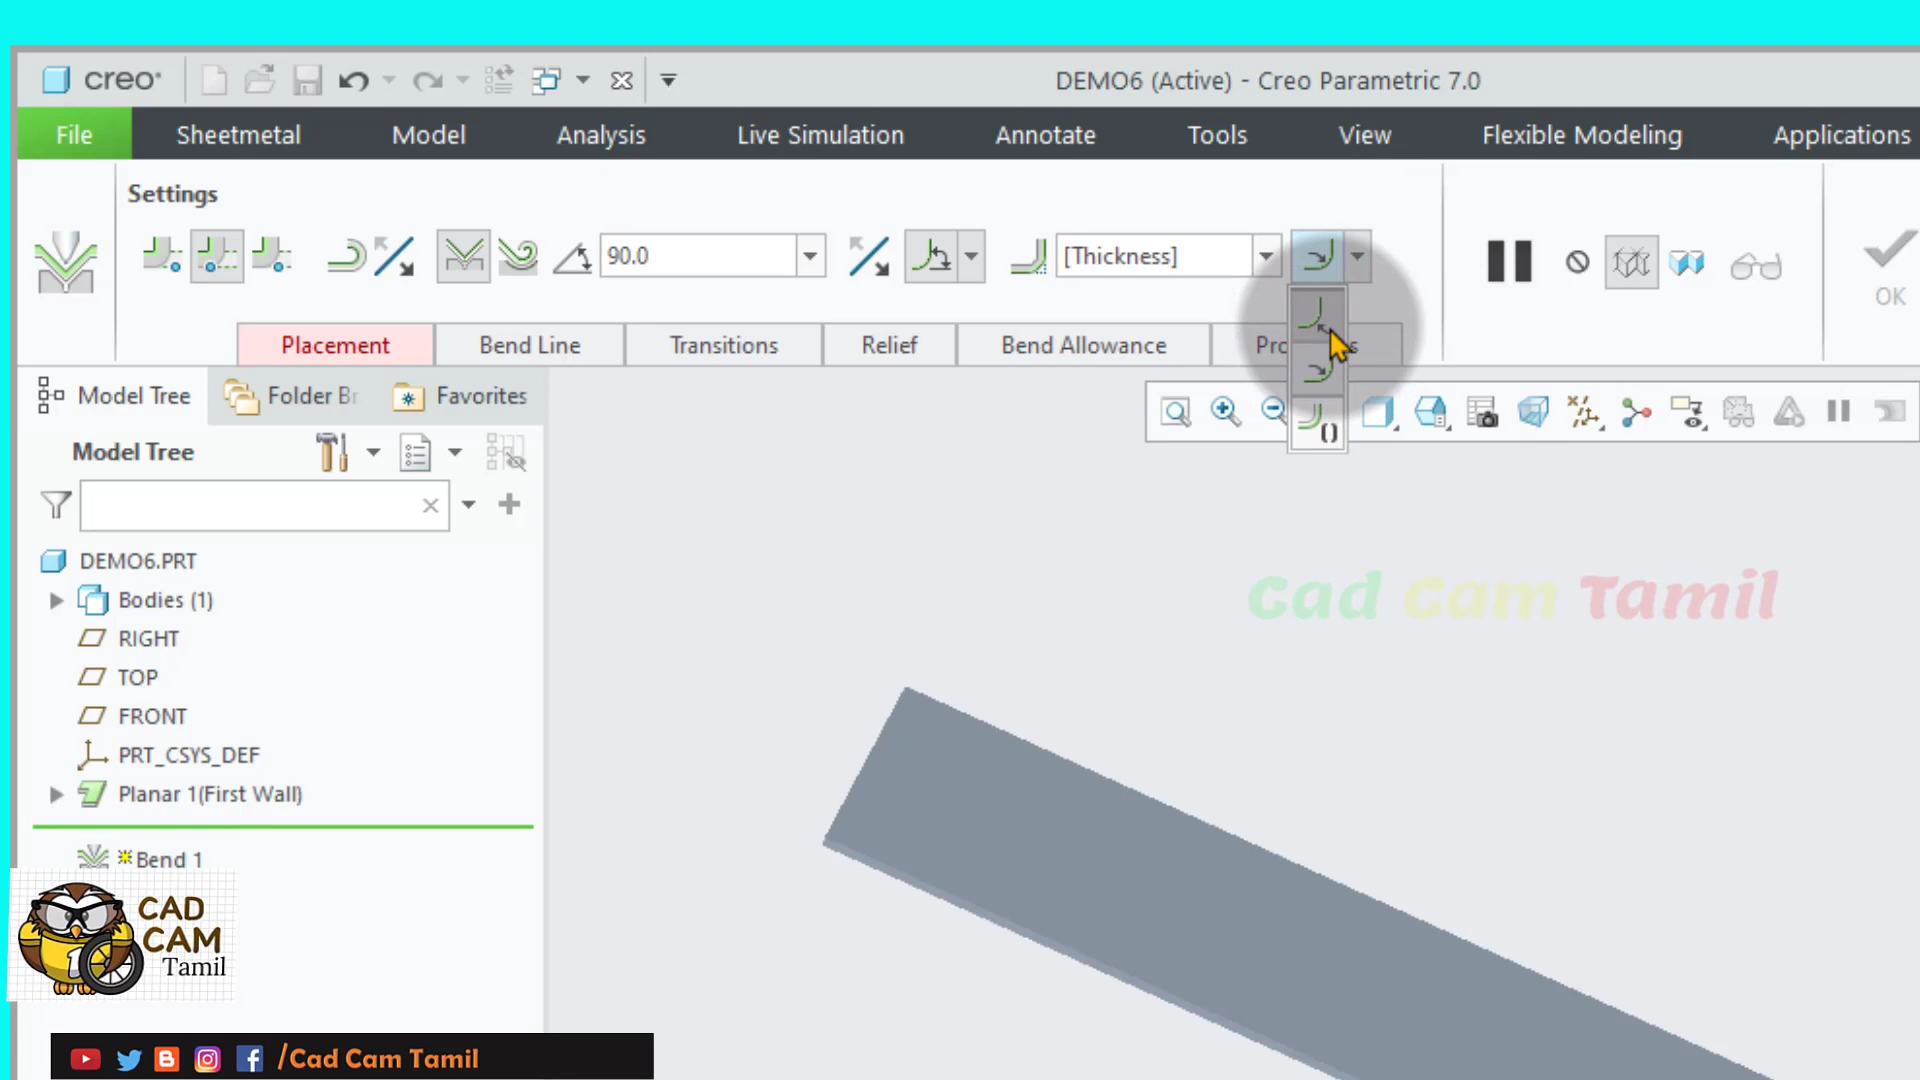 creo
DEMO6 (Active) - Creo Parametric 7.0
File Sheetmetal Model Analysis Live Simulation Annotate Tools View Flexible Modeling Applications
Settings
90.0
[Thickness]
OK
Placement Bend Line Transitions Relief Bend Allowance
Model Tree Folder Br Favorites
Model Tree
DEMO6.PRT
Bodies (1)
RIGHT
TOP
FRONT
PRT_CSYS_DEF
Planar 1(First Wall)
Bend 1
Cad Cam Tamil
CAD
CAM
Tamil
/Cad Cam Tamil